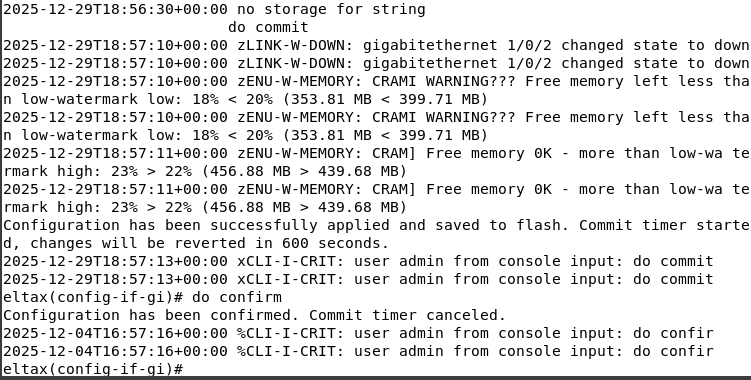 2025-12-29T18:56:30+00:00 no storage for string
do commit
2025-12-29T18:57:10+00:00 zLINK-W-DOWN: gigabitethernet 1/0/2 changed state to down
2025-12-29T18:57:10+00:00 zLINK-W-DOWN: gigabitethernet 1/0/2 changed state to down
2025-12-29T18:57:10+00:00 zENU-W-MEMORY: CRAMI WARNING??? Free memory left less tha
n low-watermark low: 18% < 20% (353.81 MB < 399.71 MB)
2025-12-29T18:57:10+00:00 zENU-W-MEMORY: CRAMI WARNING??? Free memory left less tha
n low-watermark low: 18% < 20% (353.81 MB < 399.71 MB)
2025-12-29T18:57:11+00:00 zENU-W-MEMORY: CRAM] Free memory 0K - more than low-wa te
rmark high: 23% > 22% (456.88 MB > 439.68 MB)
2025-12-29T18:57:11+00:00 zENU-W-MEMORY: CRAM] Free memory 0K - more than low-wa te
rmark high: 23% > 22% (456.88 MB > 439.68 MB)
Configuration has been successfully applied and saved to flash. Commit timer starte
d, changes will be reverted in 600 seconds.
2025-12-29T18:57:13+00:00 xCLI-I-CRIT: user admin from console input: do commit
2025-12-29T18:57:13+00:00 xCLI-I-CRIT: user admin from console input: do commit
eltax(config-if-gi)# do confirm
Configuration has been confirmed. Commit timer canceled.
2025-12-04T16:57:16+00:00 %CLI-I-CRIT: user admin from console input: do confir
2025-12-04T16:57:16+00:00 %CLI-I-CRIT: user admin from console input: do confir
eltax(config-if-gi)#